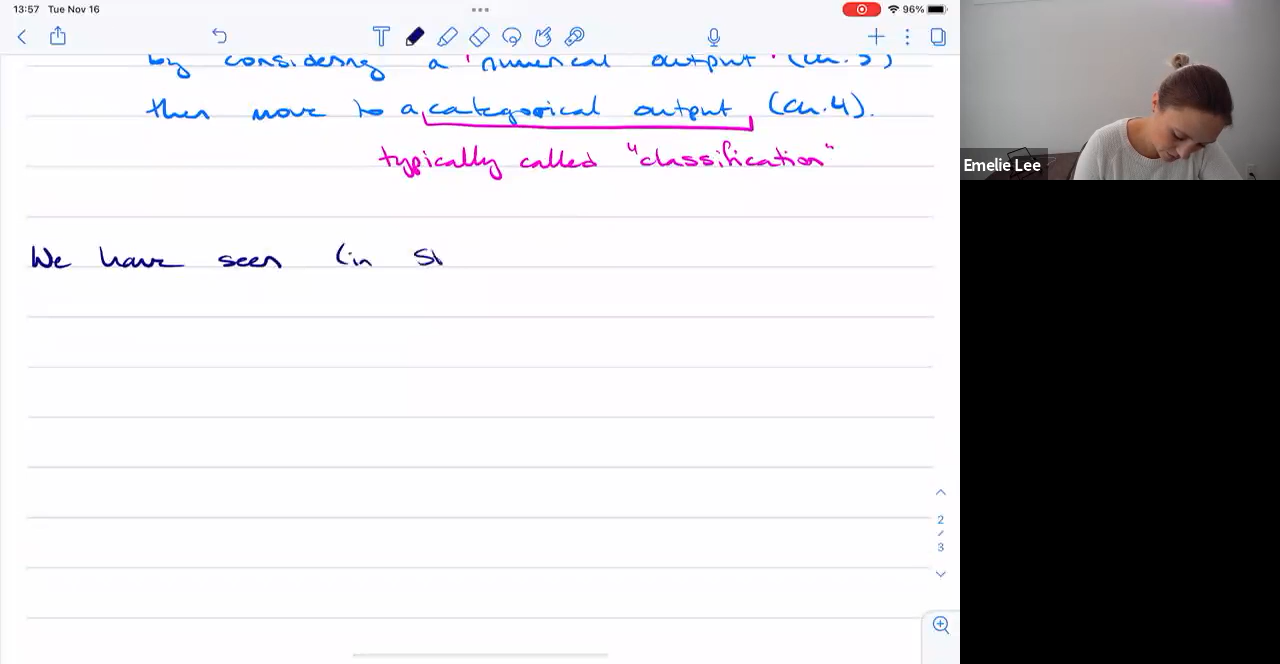 13:57 Tue Nov 16
96%
by considering a numerical output (Ch.3)
then move to a categorical output (Ch.4).
typically called "classification"
We have seen (in
2
3
Emelie Lee